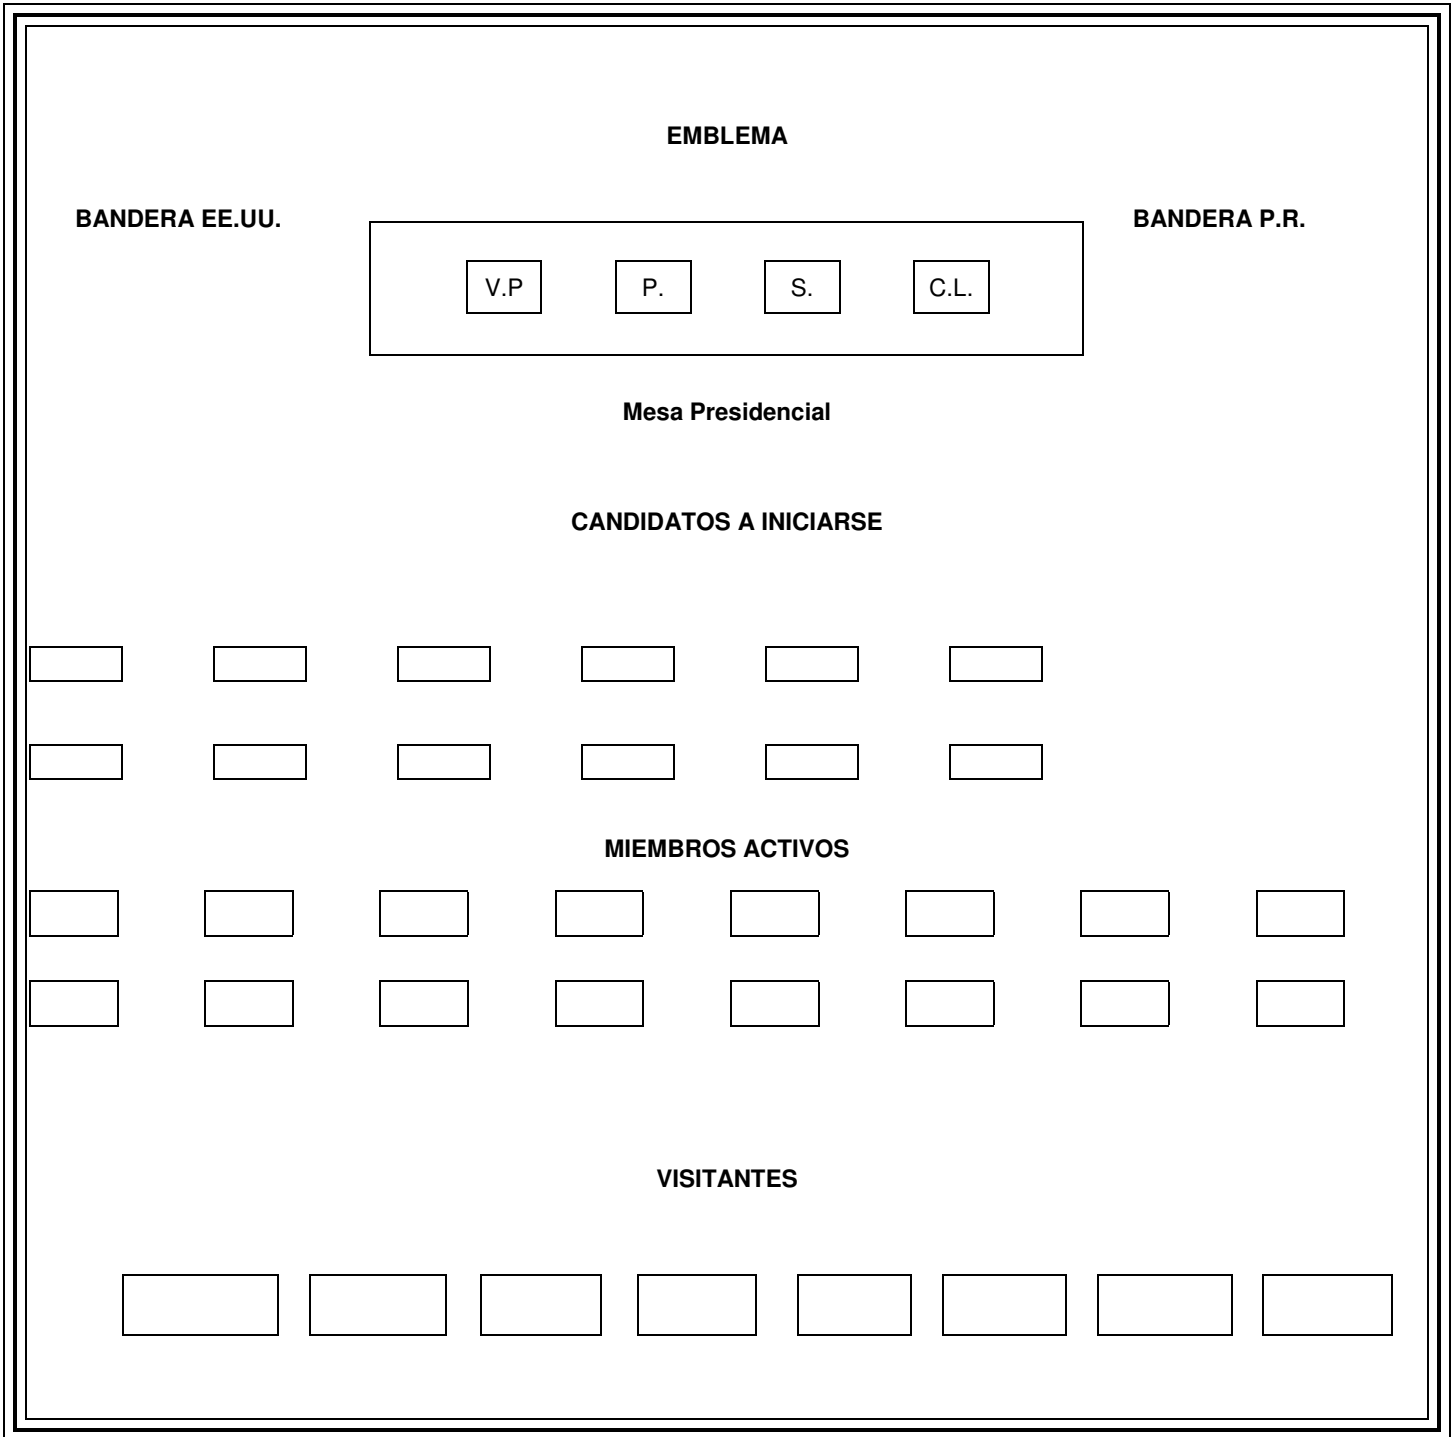 EMBLEMA
BANDERA EE.UU. BANDERA P.R.
V.P P. S. C.L.
Mesa Presidencial
CANDIDATOS A INICIARSE
MIEMBROS ACTIVOS
VISITANTES